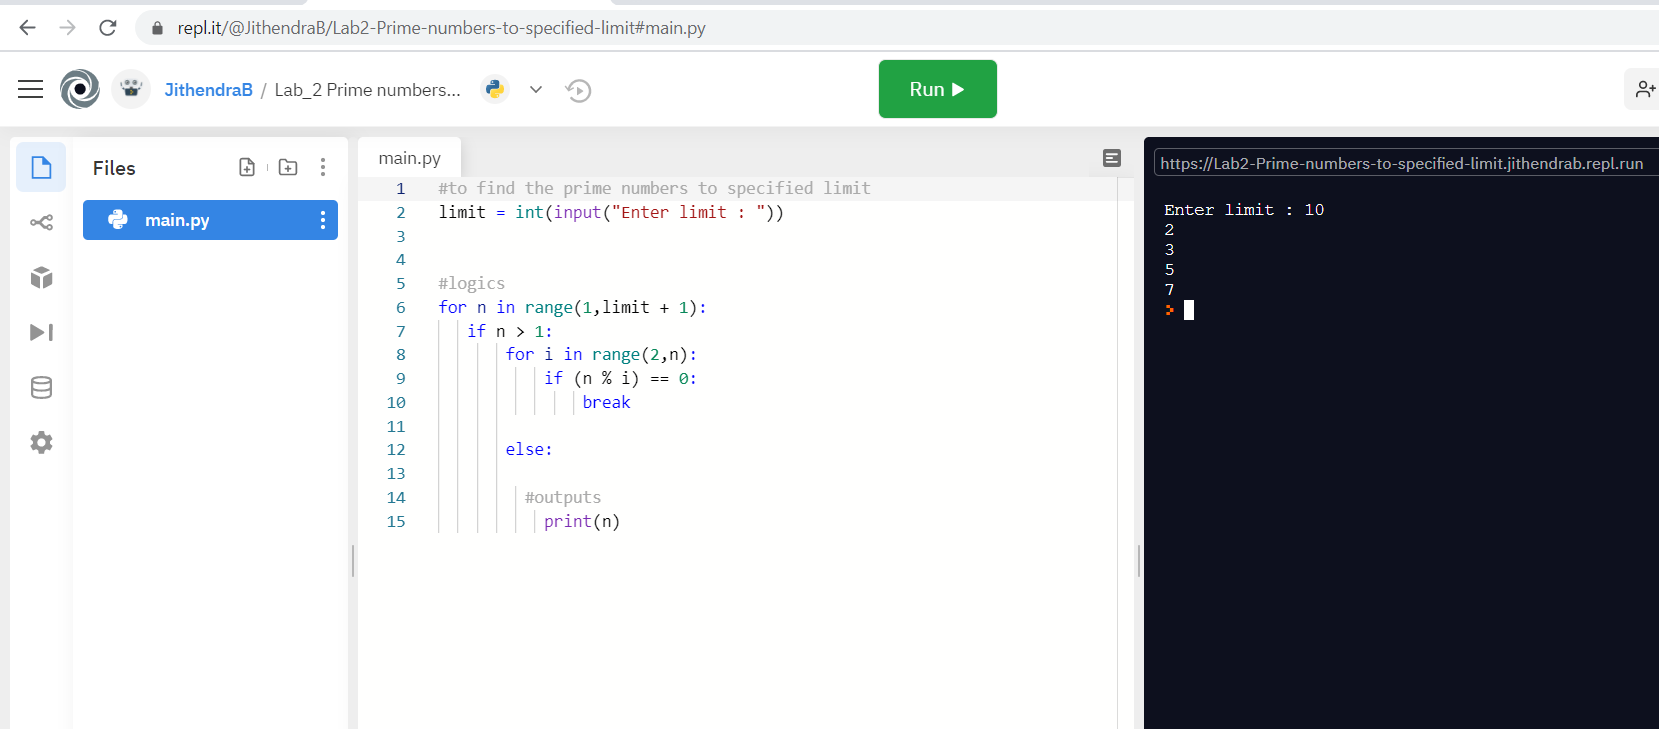 repl.it/@JithendraB/Lab2-Prime-numbers-to-specified-limit#main.py
JithendraB / Lab_2 Prime numbers...
Run
Files
main.py
main.py
1 #to find the prime numbers to specified limit
2 limit = int(input("Enter limit : "))
3
4
5 #logics
6 for n in range(1,limit + 1):
7 if n > 1:
8 for i in range(2,n):
9 if (n % i) == 0:
10 break
11
12 else:
13
14 #outputs
15 print(n)
https://Lab2-Prime-numbers-to-specified-limit.jithendrab.repl.run
Enter limit : 10
2
3
5
7
>